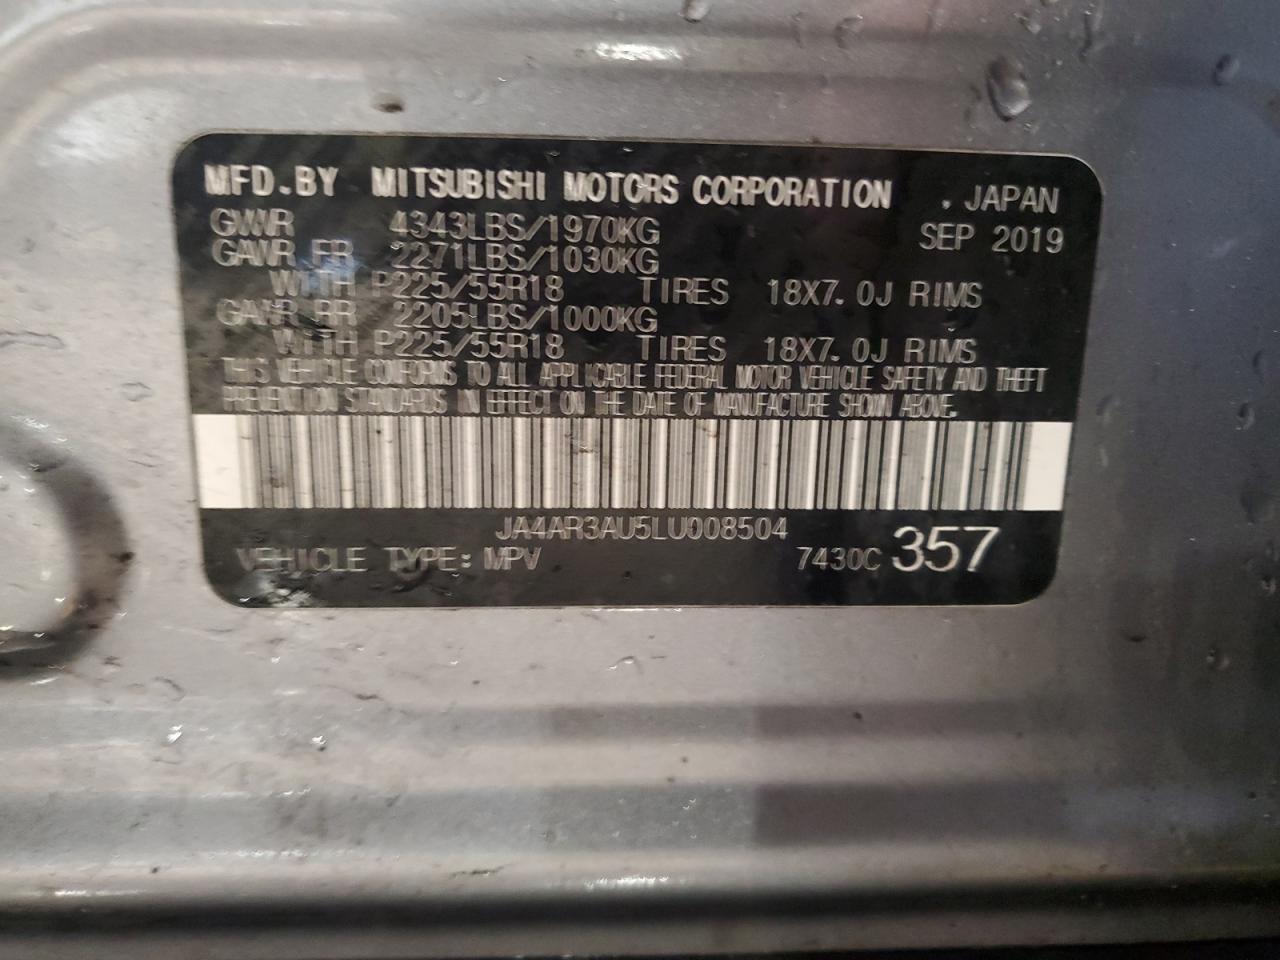 MFD.BY MITSUBISHI MOTORS CORPORATION , JAPAN
GVWR 4343LBS/1970KG SEP 2019
GAWR FR 2271LBS/1030KG
WITH P225/55R18 TIRES 18X7.0J RIMS
GAWR RR 2205LBS/1000KG
WITH P225/55R18 TIRES 18X7.0J RIMS
THIS VEHICLE CONFORMS TO ALL APPLICABLE FEDERAL MOTOR VEHICLE SAFETY AND THEFT
PREVENTION STANDARDS IN EFFECT ON THE DATE OF MANUFACTURE SHOWN ABOVE.
JA4AR3AU5LU008504
VEHICLE TYPE: MPV 7430C 357